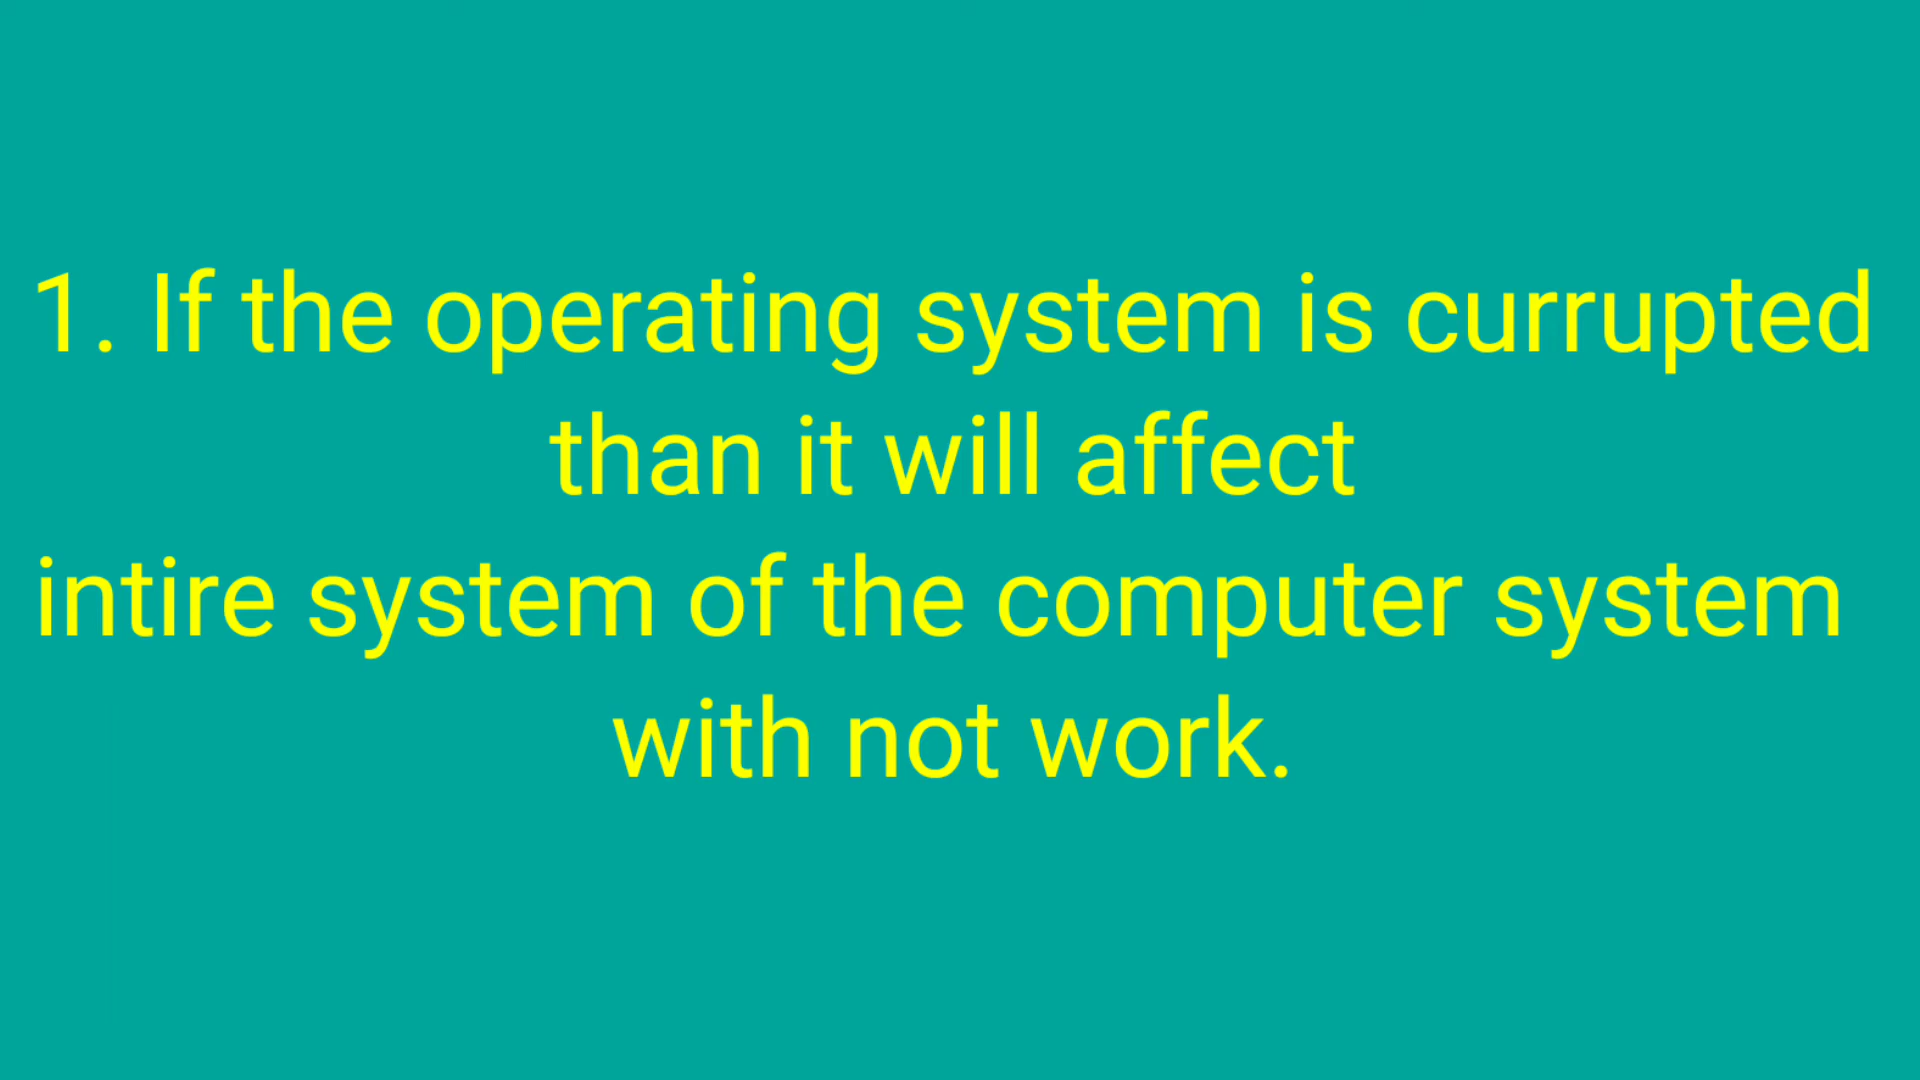 1. If the operating system is currupted
than it will affect
intire system of the computer system
with not work.